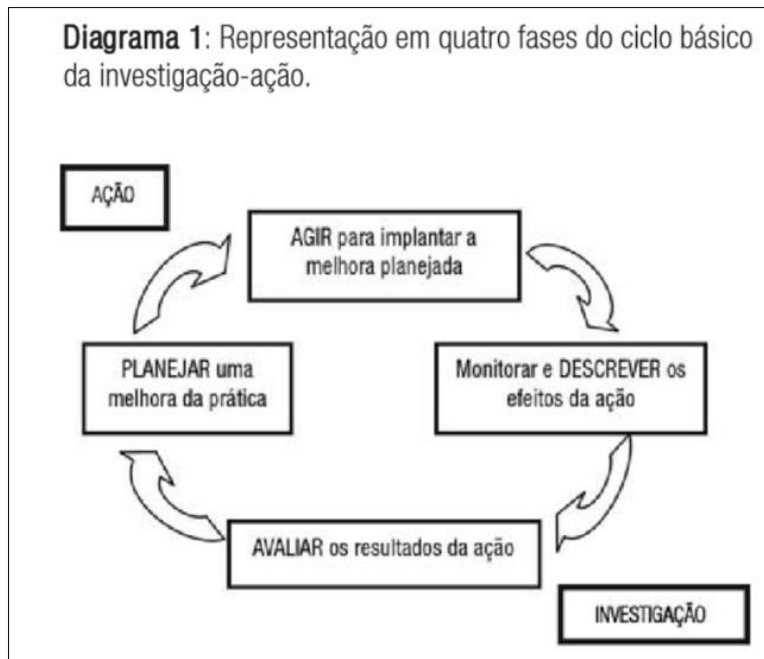 Diagrama 1: Representação em quatro fases do ciclo básico
da investigação-ação.
AÇÃO
AGIR para implantar a
melhora planejada
PLANEJAR uma
melhora da prática
Monitorar e DESCREVER os
efeitos da ação
AVALIAR os resultados da ação
INVESTIGAÇÃO